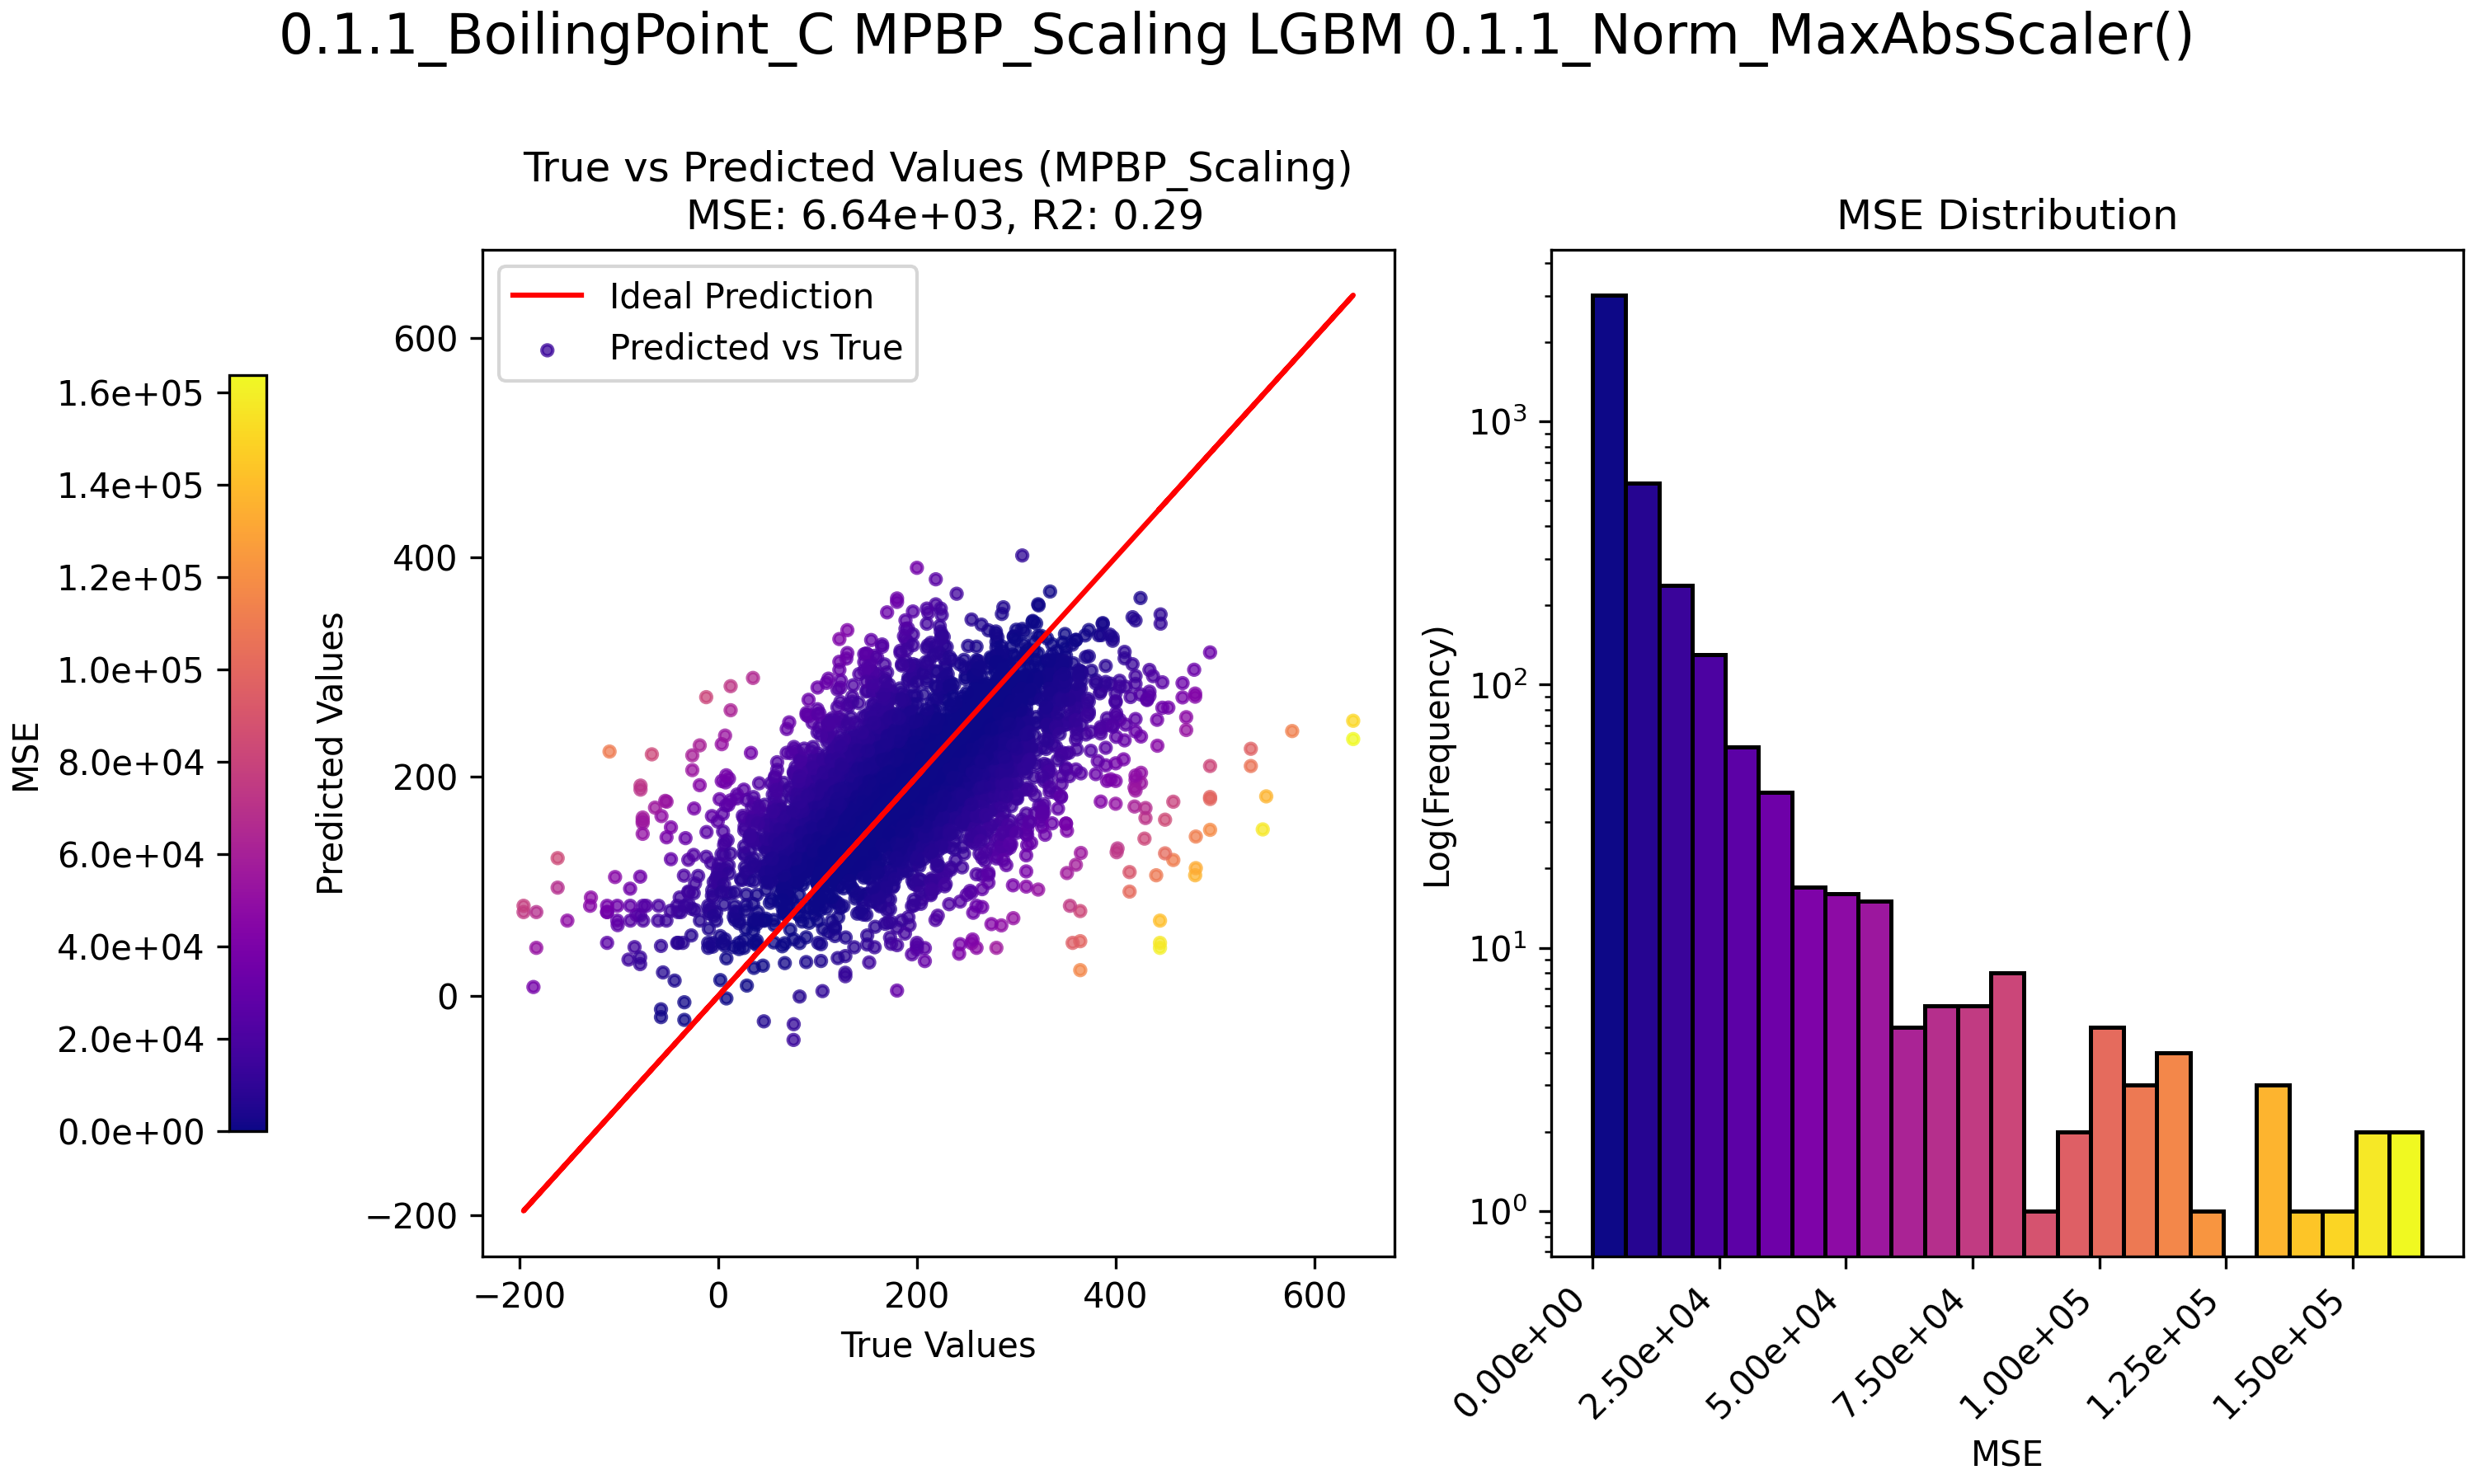 0.1.1_BoilingPoint_C MPBP_Scaling LGBM 0.1.1_Norm_MaxAbsScaler()
1.6e+05
1.4e+05
1.2e+05
1.0e+05
8.0e+04
6.0e+04
4.0e+04
2.0e+04
0.0e+00
MSE
True vs Predicted Values (MPBP_Scaling)
MSE: 6.64e+03, R2: 0.29
Ideal Prediction
Predicted vs True
600
400
200
0
−200
Predicted Values
−200
0
200
400
600
True Values
MSE Distribution
10³
10²
10¹
10⁰
Log(Frequency)
0.00e+00
2.50e+04
5.00e+04
7.50e+04
1.00e+05
1.25e+05
1.50e+05
MSE